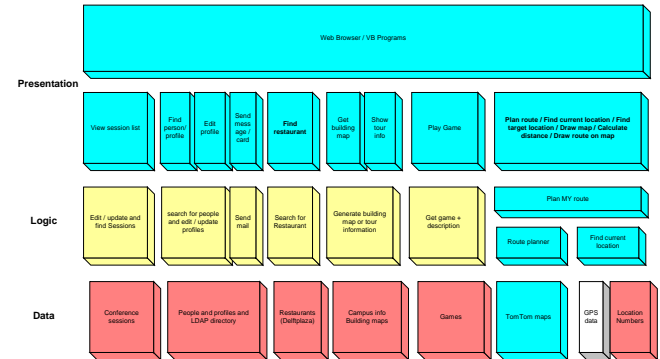 Web Browser / VB Programs
Presentation
View session list
Find
person/
profile
Edit
profile
Send
mess
age /
card
Find
restaurant
Get
building
map
Show
tour
info
Play Game
Plan route / Find current location / Find
target location / Draw map / Calculate
distance / Draw route on map
Logic
Edit / update and
find Sessions
search for people
and edit / update
profiles
Send
mail
Search for
Restaurant
Generate building
map or tour
information
Get game +
description
Plan MY route
Route planner
Find current
location
Data
Conference
sessions
People and profiles and
LDAP directory
Restaurants
(Delftplaza)
Campus info
Building maps
Games
TomTom maps
GPS
data
Location
Numbers